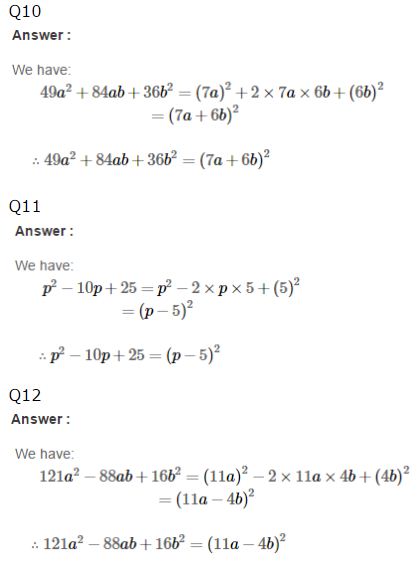 Q10
Answer :
We have:
49a² + 84ab + 36b² = (7a)² + 2 × 7a × 6b + (6b)²
= (7a + 6b)²
∴ 49a² + 84ab + 36b² = (7a + 6b)²
Q11
Answer :
We have:
p² − 10p + 25 = p² − 2 × p × 5 + (5)²
= (p − 5)²
∴ p² − 10p + 25 = (p − 5)²
Q12
Answer :
We have:
121a² − 88ab + 16b² = (11a)² − 2 × 11a × 4b + (4b)²
= (11a − 4b)²
∴ 121a² − 88ab + 16b² = (11a − 4b)²